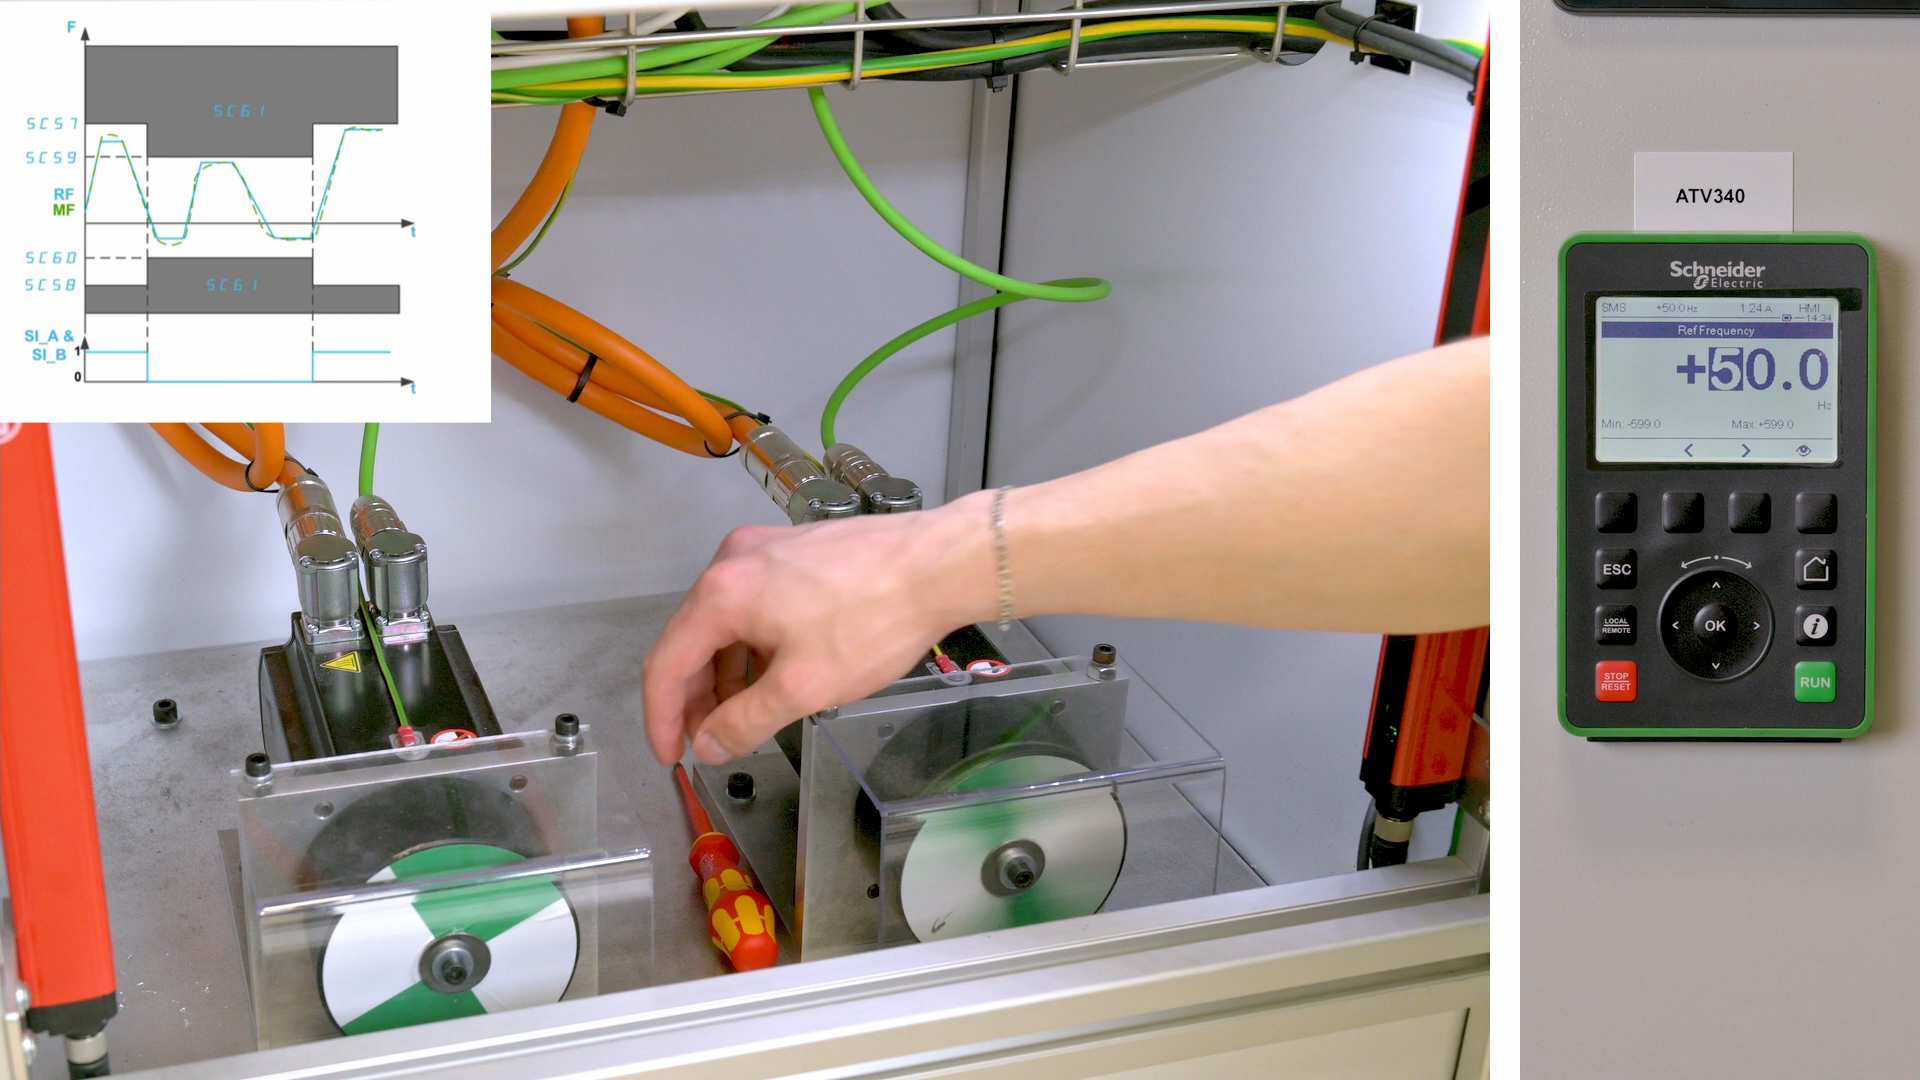 F
SC61
SC57
SC59
RF
MF
t
SC60
SC61
SC58
SI_A &
SI_B
1
0
t
ATV340
Schneider
Electric
SMS +50.0 Hz 1.24 A HMI
14:34
Ref Frequency
+50.0
Hz
Min: -599.0 Max:+599.0
ESC
LOCAL
REMOTE
OK
i
STOP
RESET
RUN